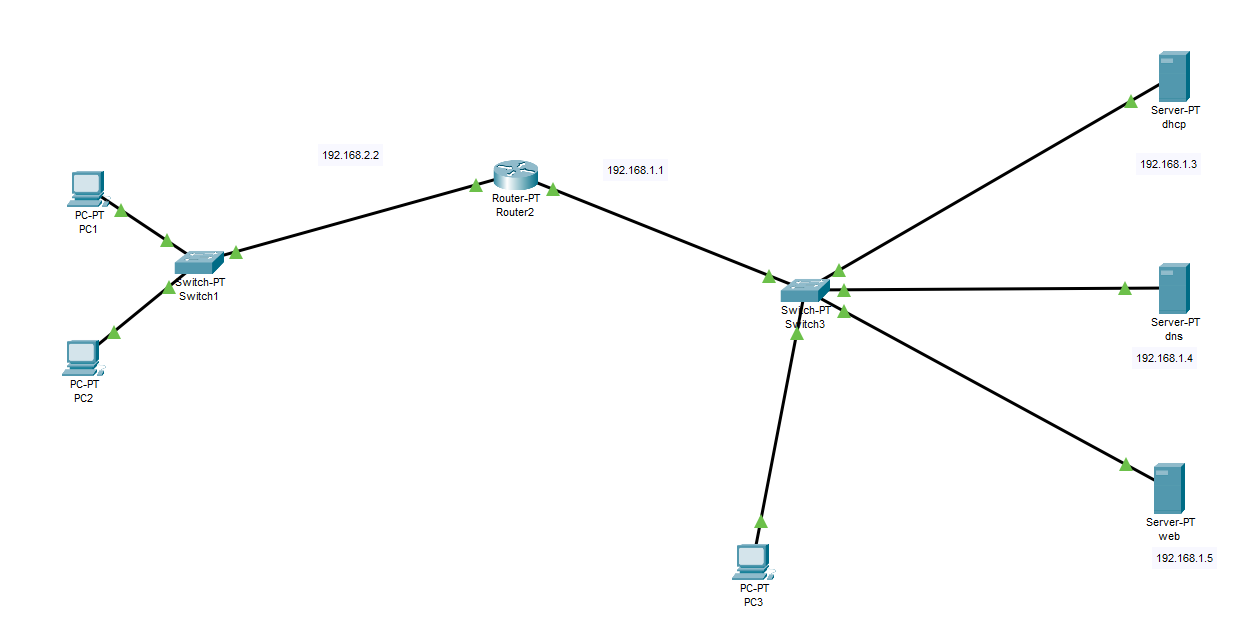 192.168.2.2
192.168.1.1
Router-PT
Router2
PC-PT
PC1
Switch-PT
Switch1
PC-PT
PC2
Server-PT
dhcp
192.168.1.3
Switch-PT
Switch3
Server-PT
dns
192.168.1.4
Server-PT
web
192.168.1.5
PC-PT
PC3